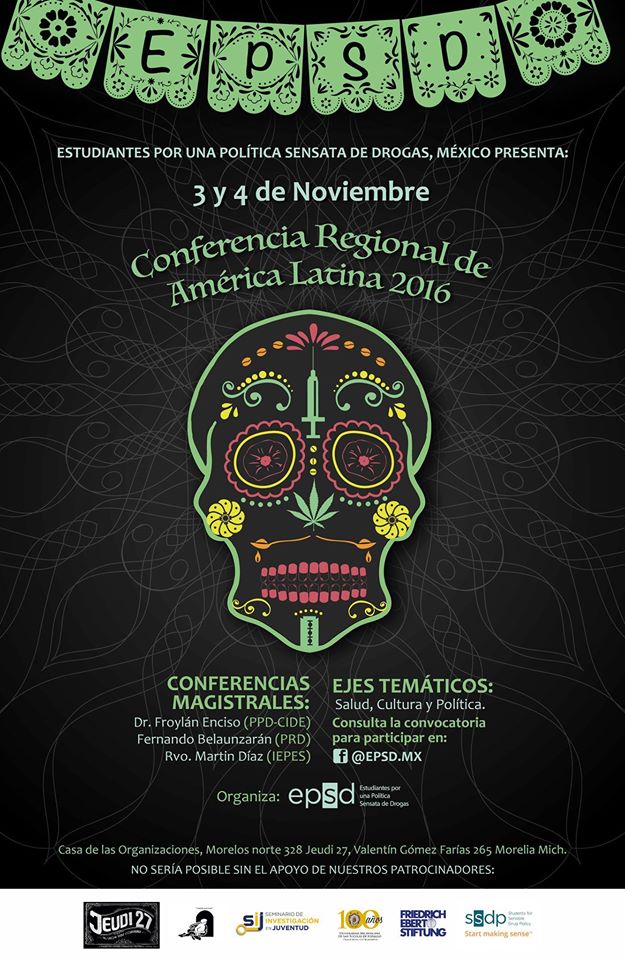 EPSD
ESTUDIANTES POR UNA POLÍTICA SENSATA DE DROGAS, MÉXICO PRESENTA:
3 y 4 de Noviembre
Conferencia Regional de
América Latina 2016
CONFERENCIAS
MAGISTRALES:
Dr. Froylán Enciso (PPD-CIDE)
Fernando Belaunzarán (PRD)
Rvo. Martin Díaz (IEPES)
EJES TEMÁTICOS:
Salud, Cultura y Política.
Consulta la convocatoria
para participar en:
f @EPSD.MX
Organiza: epsd
Estudiantes por
una Política
Sensata de Drogas
Casa de las Organizaciones, Morelos norte 328 Jeudi 27, Valentín Gómez Farías 265 Morelia Mich.
NO SERÍA POSIBLE SIN EL APOYO DE NUESTROS PATROCINADORES:
JEUDI 27
sij
SEMINARIO DE
INVESTIGACIÓN
EN JUVENTUD
100 años
FRIEDRICH
EBERT
STIFTUNG
ssdp
Students for
Sensible
Drug Policy
Start making sense